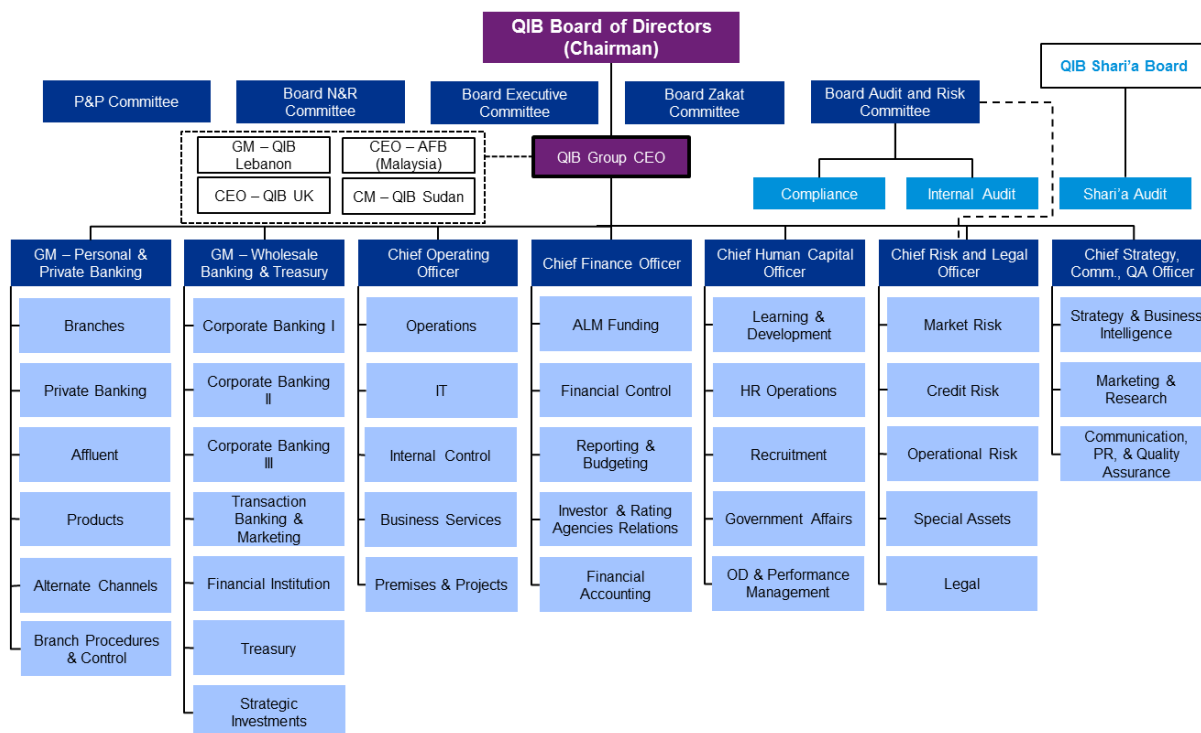 QIB Board of Directors
(Chairman)
QIB Shari'a Board
P&P Committee
Board N&R
Committee
Board Executive
Committee
Board Zakat
Committee
Board Audit and Risk
Committee
GM – QIB
Lebanon
CEO – AFB
(Malaysia)
CEO – QIB UK
CM – QIB Sudan
QIB Group CEO
Compliance
Internal Audit
Shari'a Audit
GM – Personal &
Private Banking
Branches
Private Banking
Affluent
Products
Alternate Channels
Branch Procedures
& Control
GM – Wholesale
Banking & Treasury
Corporate Banking I
Corporate Banking
II
Corporate Banking
III
Transaction
Banking &
Marketing
Financial Institution
Treasury
Strategic
Investments
Chief Operating
Officer
Operations
IT
Internal Control
Business Services
Premises & Projects
Chief Finance Officer
ALM Funding
Financial Control
Reporting &
Budgeting
Investor & Rating
Agencies Relations
Financial
Accounting
Chief Human Capital
Officer
Learning &
Development
HR Operations
Recruitment
Government Affairs
OD & Performance
Management
Chief Risk and Legal
Officer
Market Risk
Credit Risk
Operational Risk
Special Assets
Legal
Chief Strategy,
Comm., QA Officer
Strategy & Business
Intelligence
Marketing &
Research
Communication,
PR, & Quality
Assurance